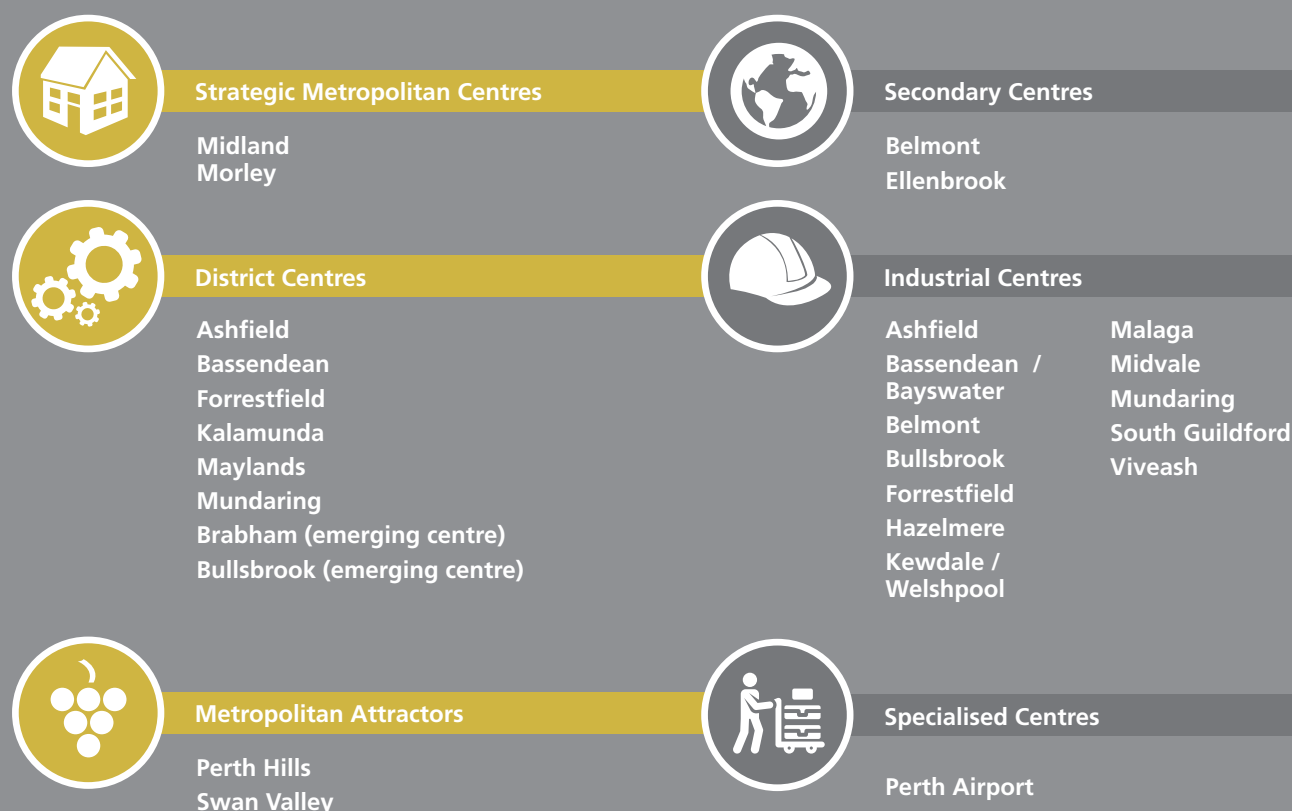 Strategic Metropolitan Centres
Midland
Morley
Secondary Centres
Belmont
Ellenbrook
District Centres
Ashfield
Bassendean
Forrestfield
Kalamunda
Maylands
Mundaring
Brabham (emerging centre)
Bullsbrook (emerging centre)
Industrial Centres
Ashfield
Bassendean /
Bayswater
Belmont
Bullsbrook
Forrestfield
Hazelmere
Kewdale /
Welshpool
Malaga
Midvale
Mundaring
South Guildford
Viveash
Metropolitan Attractors
Perth Hills
Swan Valley
Specialised Centres
Perth Airport